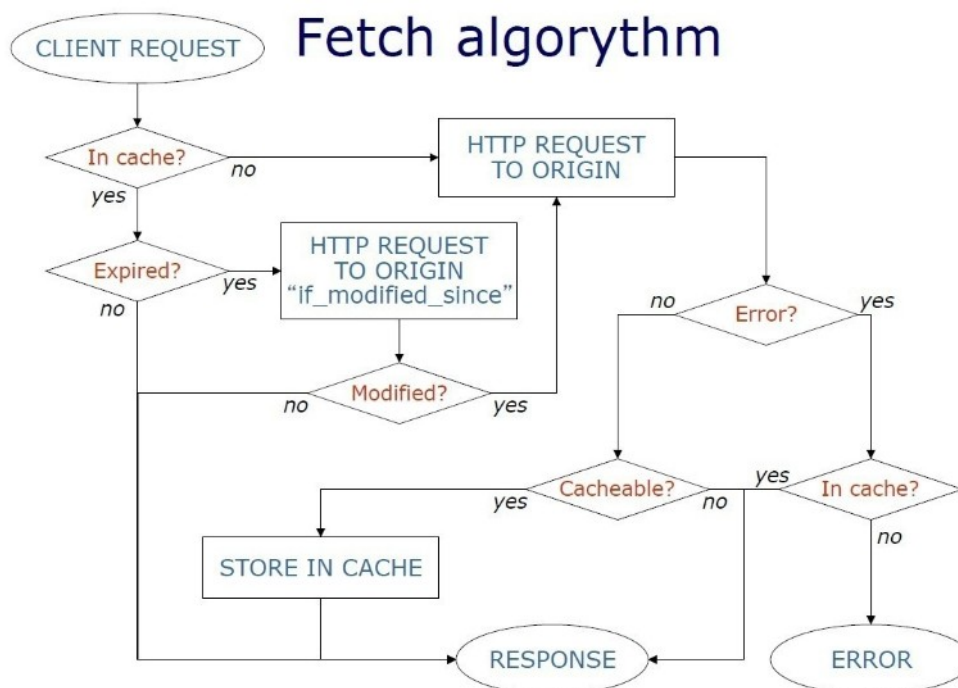 Fetch algorythm
CLIENT REQUEST
In cache?
no
yes
HTTP REQUEST
TO ORIGIN
Expired?
yes
no
HTTP REQUEST
TO ORIGIN
“if_modified_since”
Modified?
no
yes
Error?
no
yes
Cacheable?
yes
no
In cache?
yes
no
STORE IN CACHE
RESPONSE
ERROR